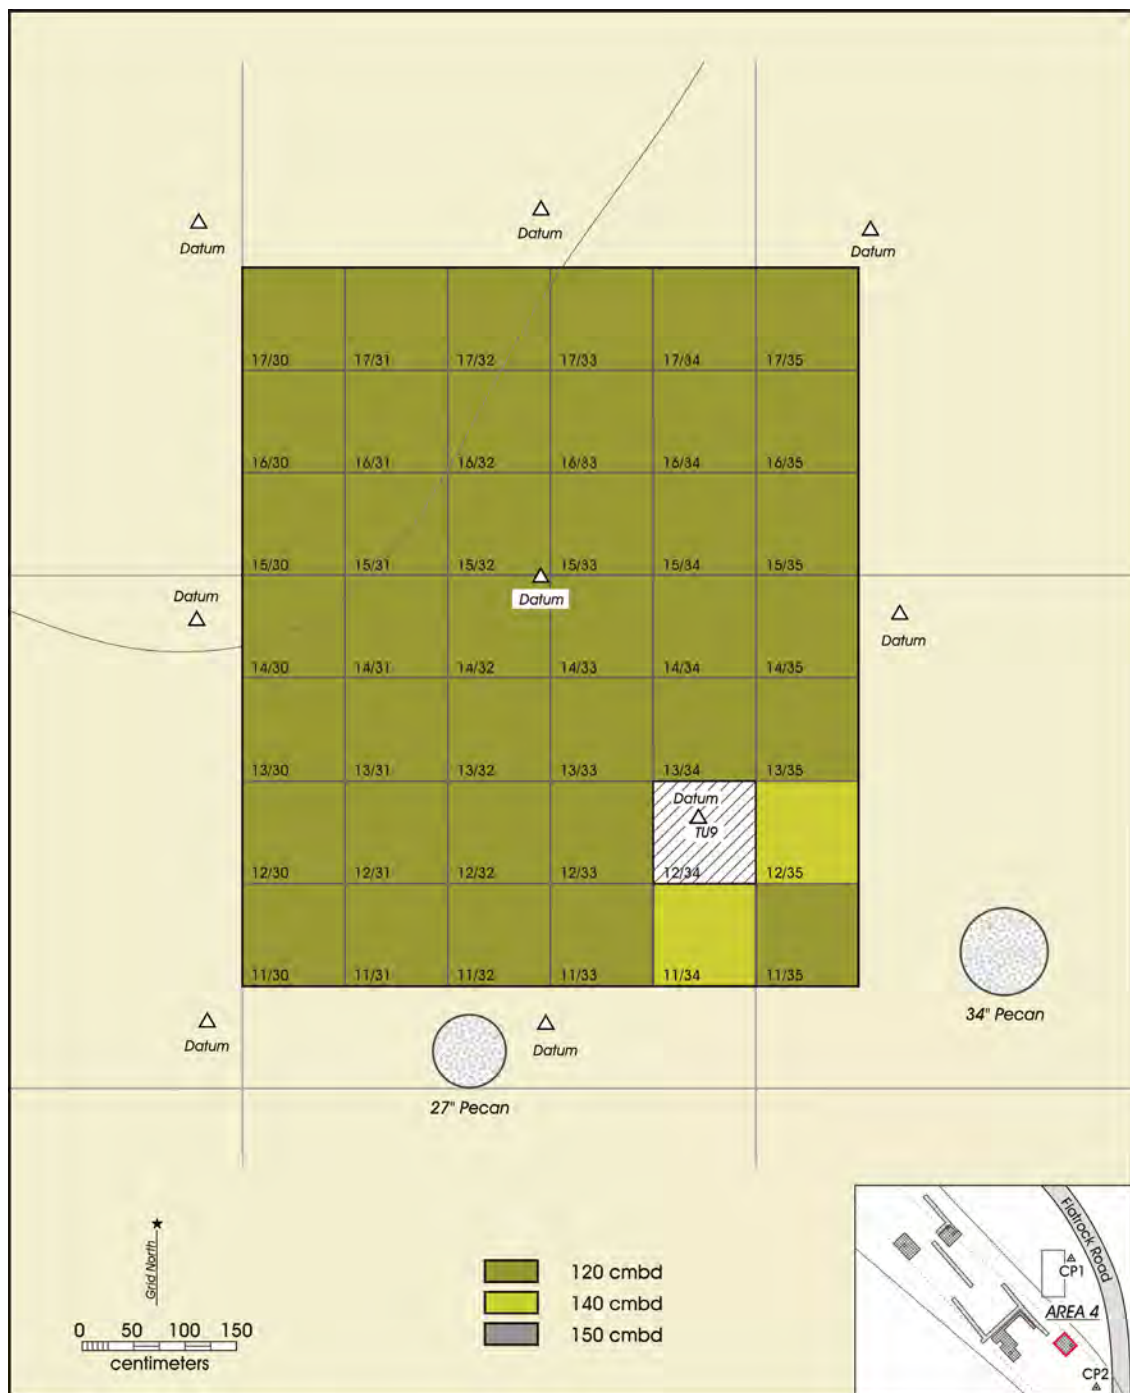 Datum
Datum
Datum
17/30 17/31 17/32 17/33 17/34 17/35
16/30 16/31 16/32 16/33 16/34 16/35
15/30 15/31 15/32 15/33 15/34 15/35
Datum
Datum
Datum
14/30 14/31 14/32 14/33 14/34 14/35
13/30 13/31 13/32 13/33 13/34 13/35
Datum
TU9
12/30 12/31 12/32 12/33 12/34 12/35
11/30 11/31 11/32 11/33 11/34 11/35
34" Pecan
Datum
Datum
27" Pecan
Grid North
0 50 100 150
centimeters
120 cmbd
140 cmbd
150 cmbd
Flatrock Road
CP1
AREA 4
CP2